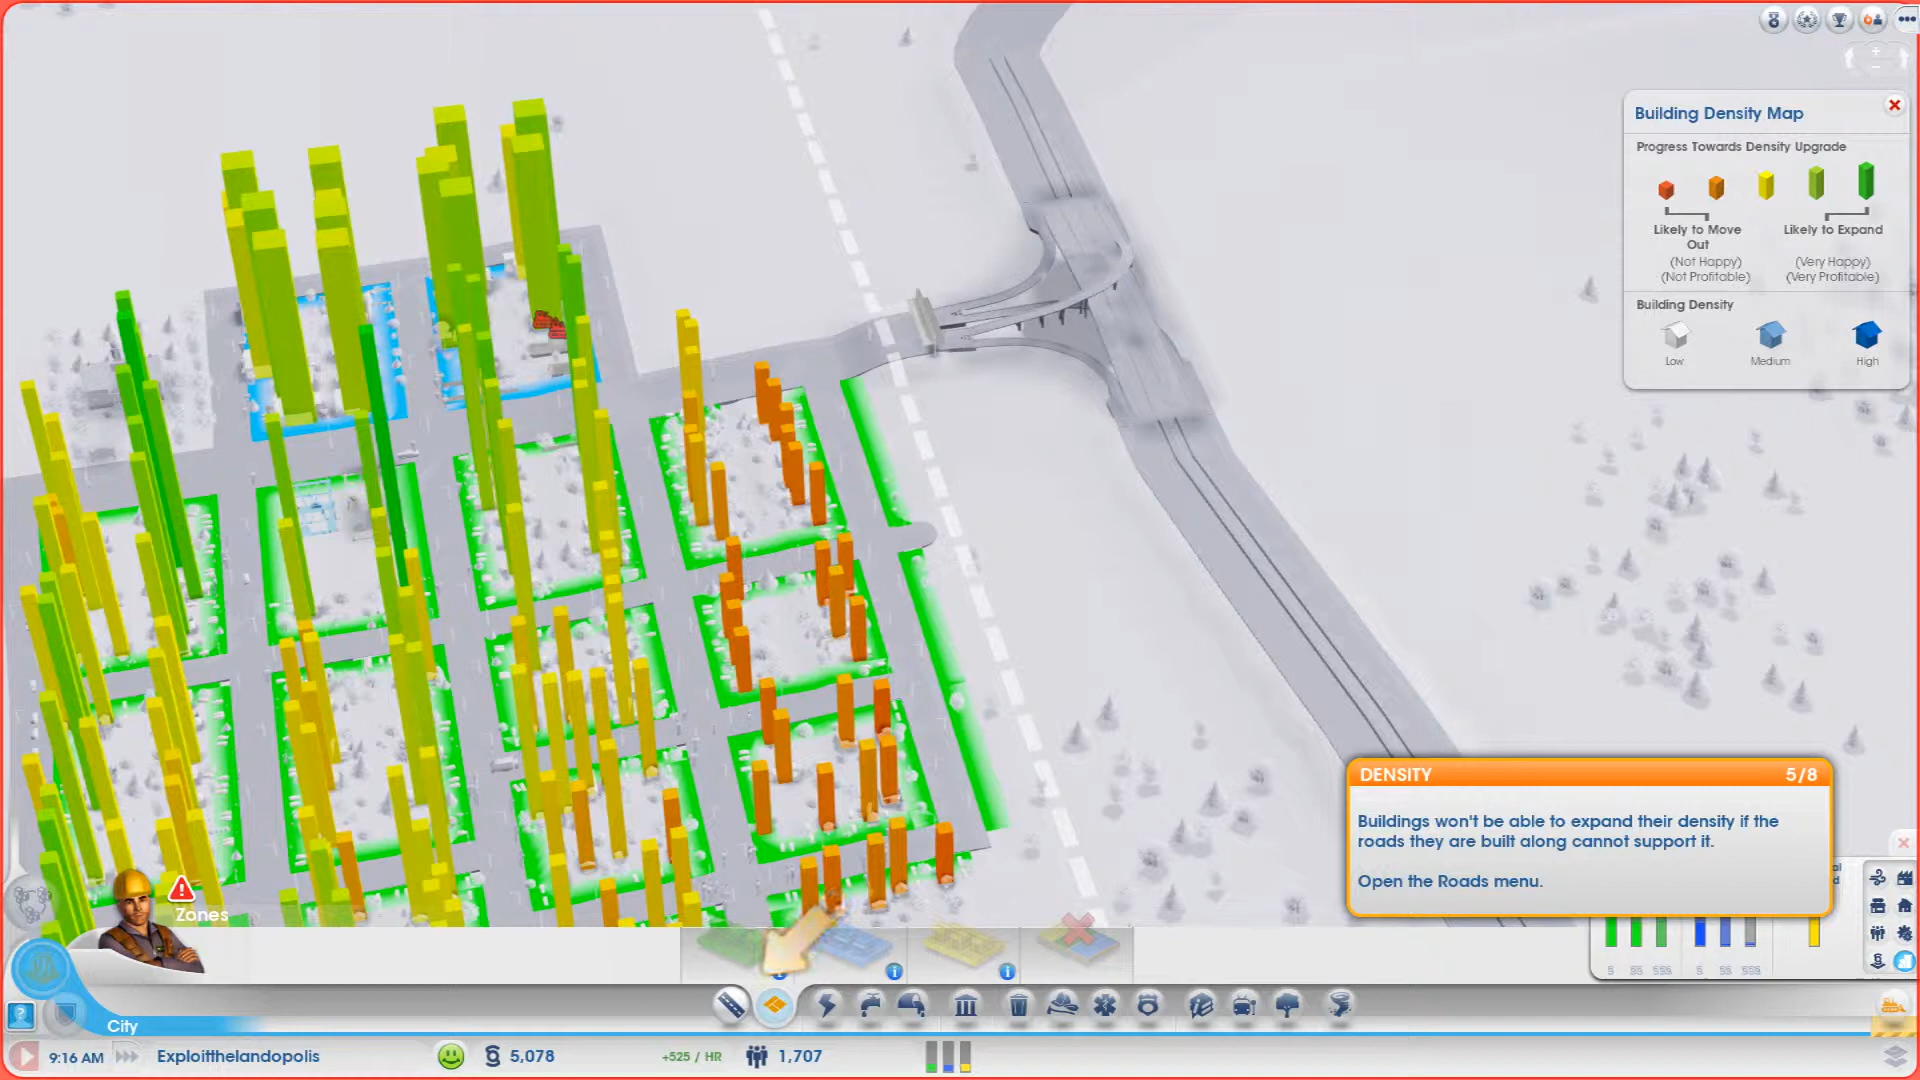 Building Density Map
Progress Towards Density Upgrade
Likely to Move Out
(Not Happy)
(Not Profitable)
Likely to Expand
(Very Happy)
(Very Profitable)
Building Density
Low
Medium
High
DENSITY
5/8
Buildings won't be able to expand their density if the
roads they are built along cannot support it.
Open the Roads menu.
Zones
City
9:16 AM
Exploitthelandopolis
5,078
+525 / HR
1,707